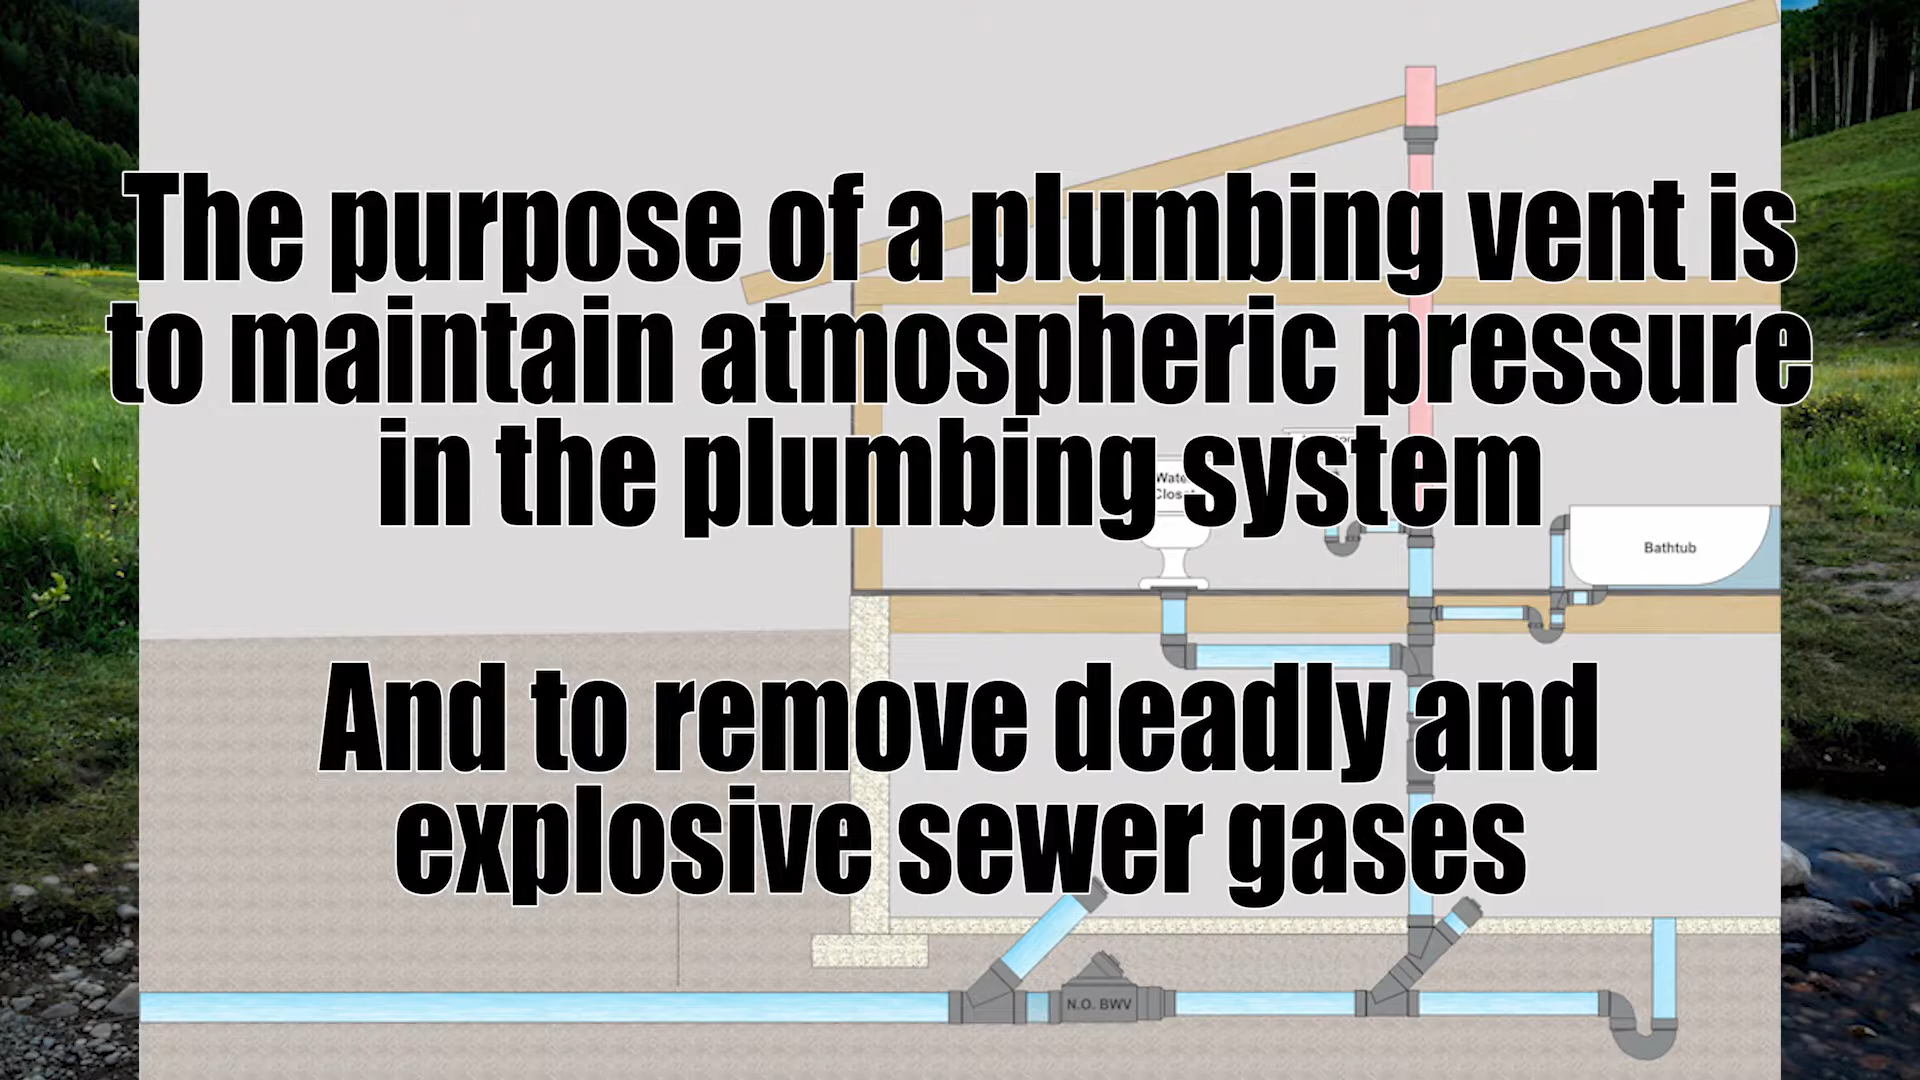 The purpose of a plumbing vent is
to maintain atmospheric pressure
in the plumbing system
And to remove deadly and
explosive sewer gases
Bathtub
N.O. BWV